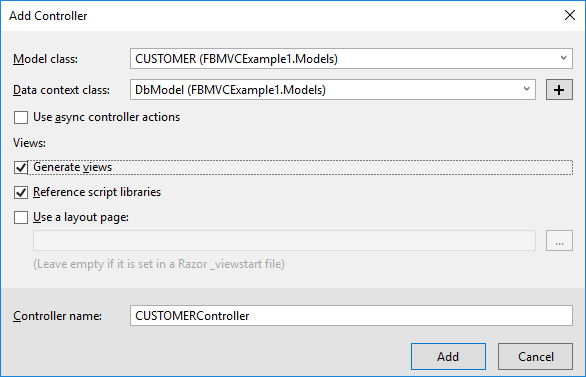 Add Controller
Model class: CUSTOMER (FBMVCExample1.Models)
Data context class: DbModel (FBMVCExample1.Models) +
Use async controller actions
Views:
Generate views
Reference script libraries
Use a layout page:
...
(Leave empty if it is set in a Razor _viewstart file)
Controller name: CUSTOMERController
Add Cancel